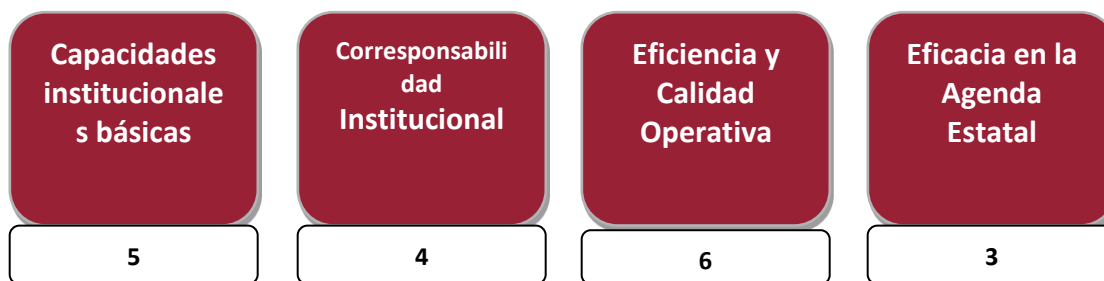 Capacidades
institucionale
s básicas
5
Corresponsabili
dad
Institucional
4
Eficiencia y
Calidad
Operativa
6
Eficacia en la
Agenda
Estatal
3